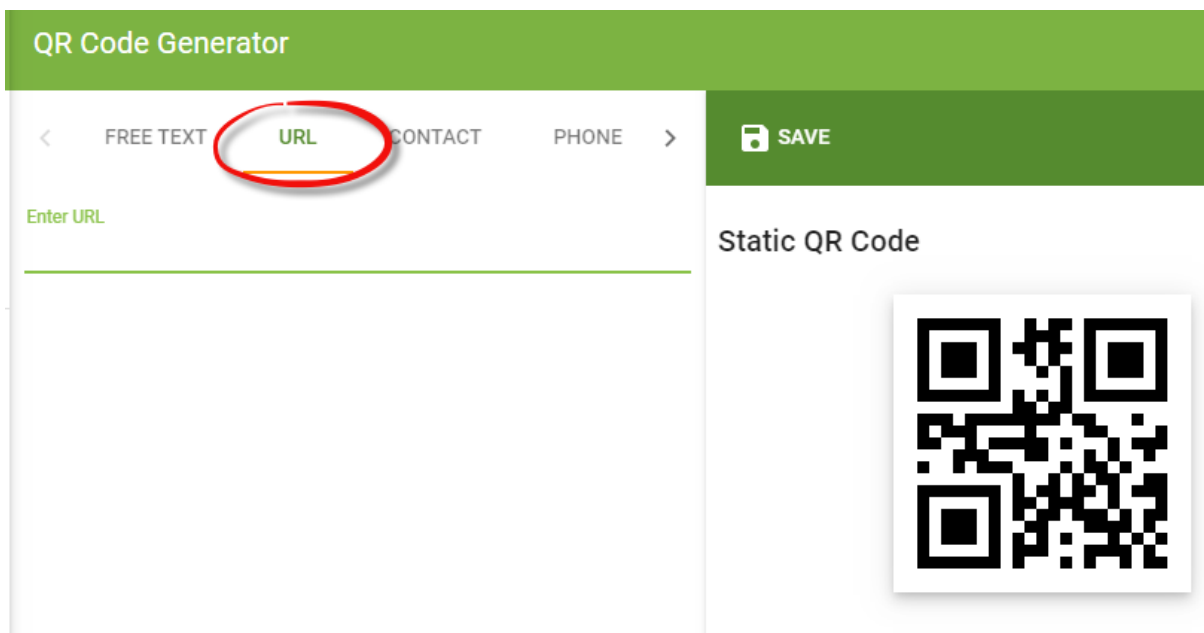 QR Code Generator
FREE TEXT URL CONTACT PHONE
SAVE
Enter URL
Static QR Code